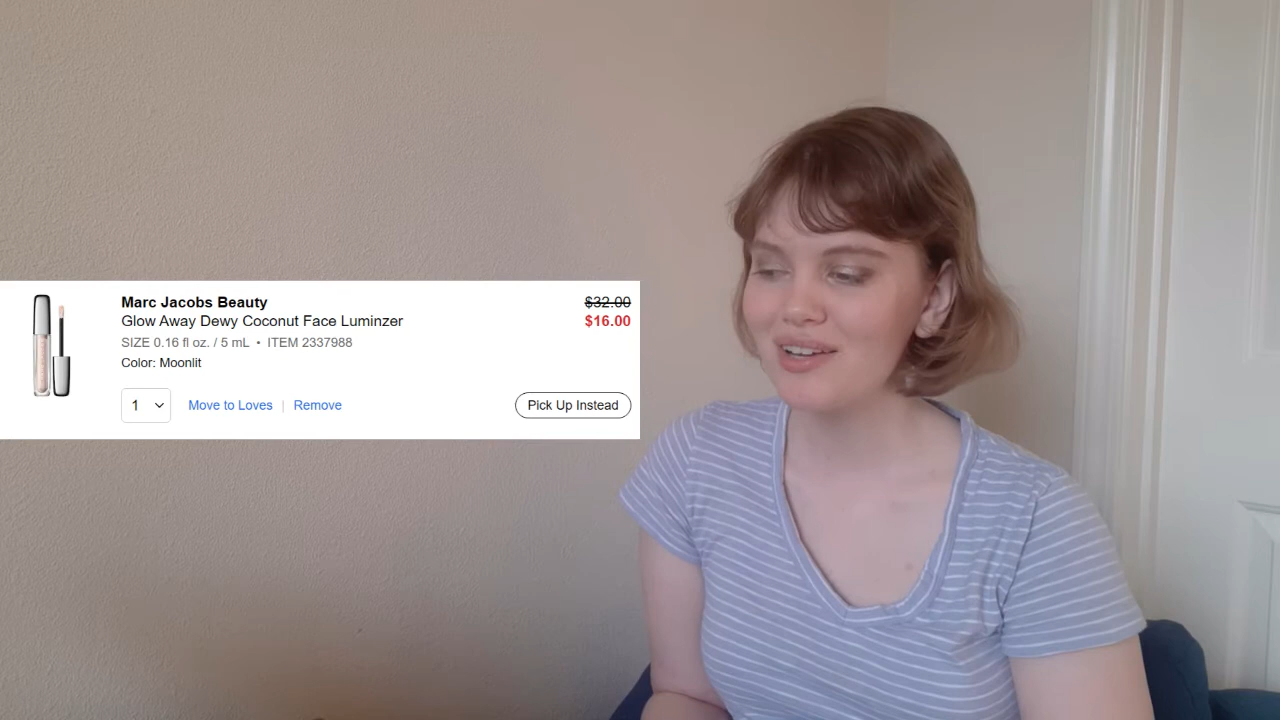 Marc Jacobs Beauty
$32.00
Glow Away Dewy Coconut Face Luminzer
$16.00
SIZE 0.16 fl oz. / 5 mL • ITEM 2337988
Color: Moonlit
1
Move to Loves | Remove
Pick Up Instead